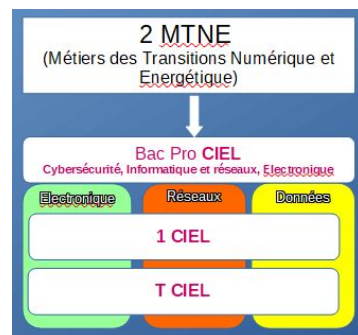 2 MTNE
(Métiers des Transitions Numérique et
Energétique)
Bac Pro CIEL
Cybersécurité, Informatique et réseaux, Electronique
Electronique Réseaux Données
1 CIEL
T CIEL